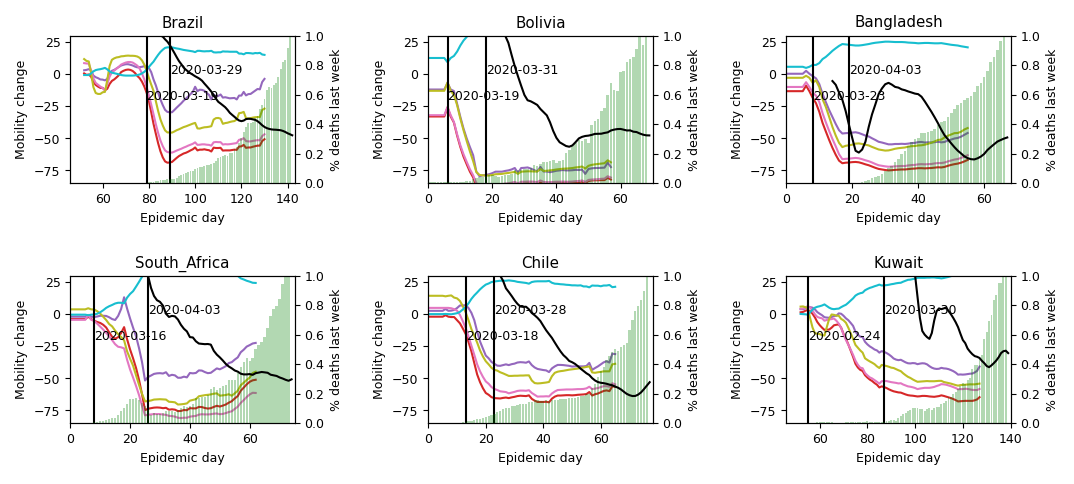 Brazil
25
0
−25
−50
−75
Mobility change
1.0
0.8
0.6
0.4
0.2
0.0
% deaths last week
2020-03-29
2020-03-19
60 80 100 120 140
Epidemic day
Bolivia
25
0
−25
−50
−75
Mobility change
1.0
0.8
0.6
0.4
0.2
0.0
% deaths last week
2020-03-31
2020-03-19
0 20 40 60
Epidemic day
Bangladesh
25
0
−25
−50
−75
Mobility change
1.0
0.8
0.6
0.4
0.2
0.0
% deaths last week
2020-04-03
2020-03-23
0 20 40 60
Epidemic day
South_Africa
25
0
−25
−50
−75
Mobility change
1.0
0.8
0.6
0.4
0.2
0.0
% deaths last week
2020-04-03
2020-03-16
0 20 40 60
Epidemic day
Chile
25
0
−25
−50
−75
Mobility change
1.0
0.8
0.6
0.4
0.2
0.0
% deaths last week
2020-03-28
2020-03-18
0 20 40 60
Epidemic day
Kuwait
25
0
−25
−50
−75
Mobility change
1.0
0.8
0.6
0.4
0.2
0.0
% deaths last week
2020-03-30
2020-02-24
60 80 100 120 140
Epidemic day